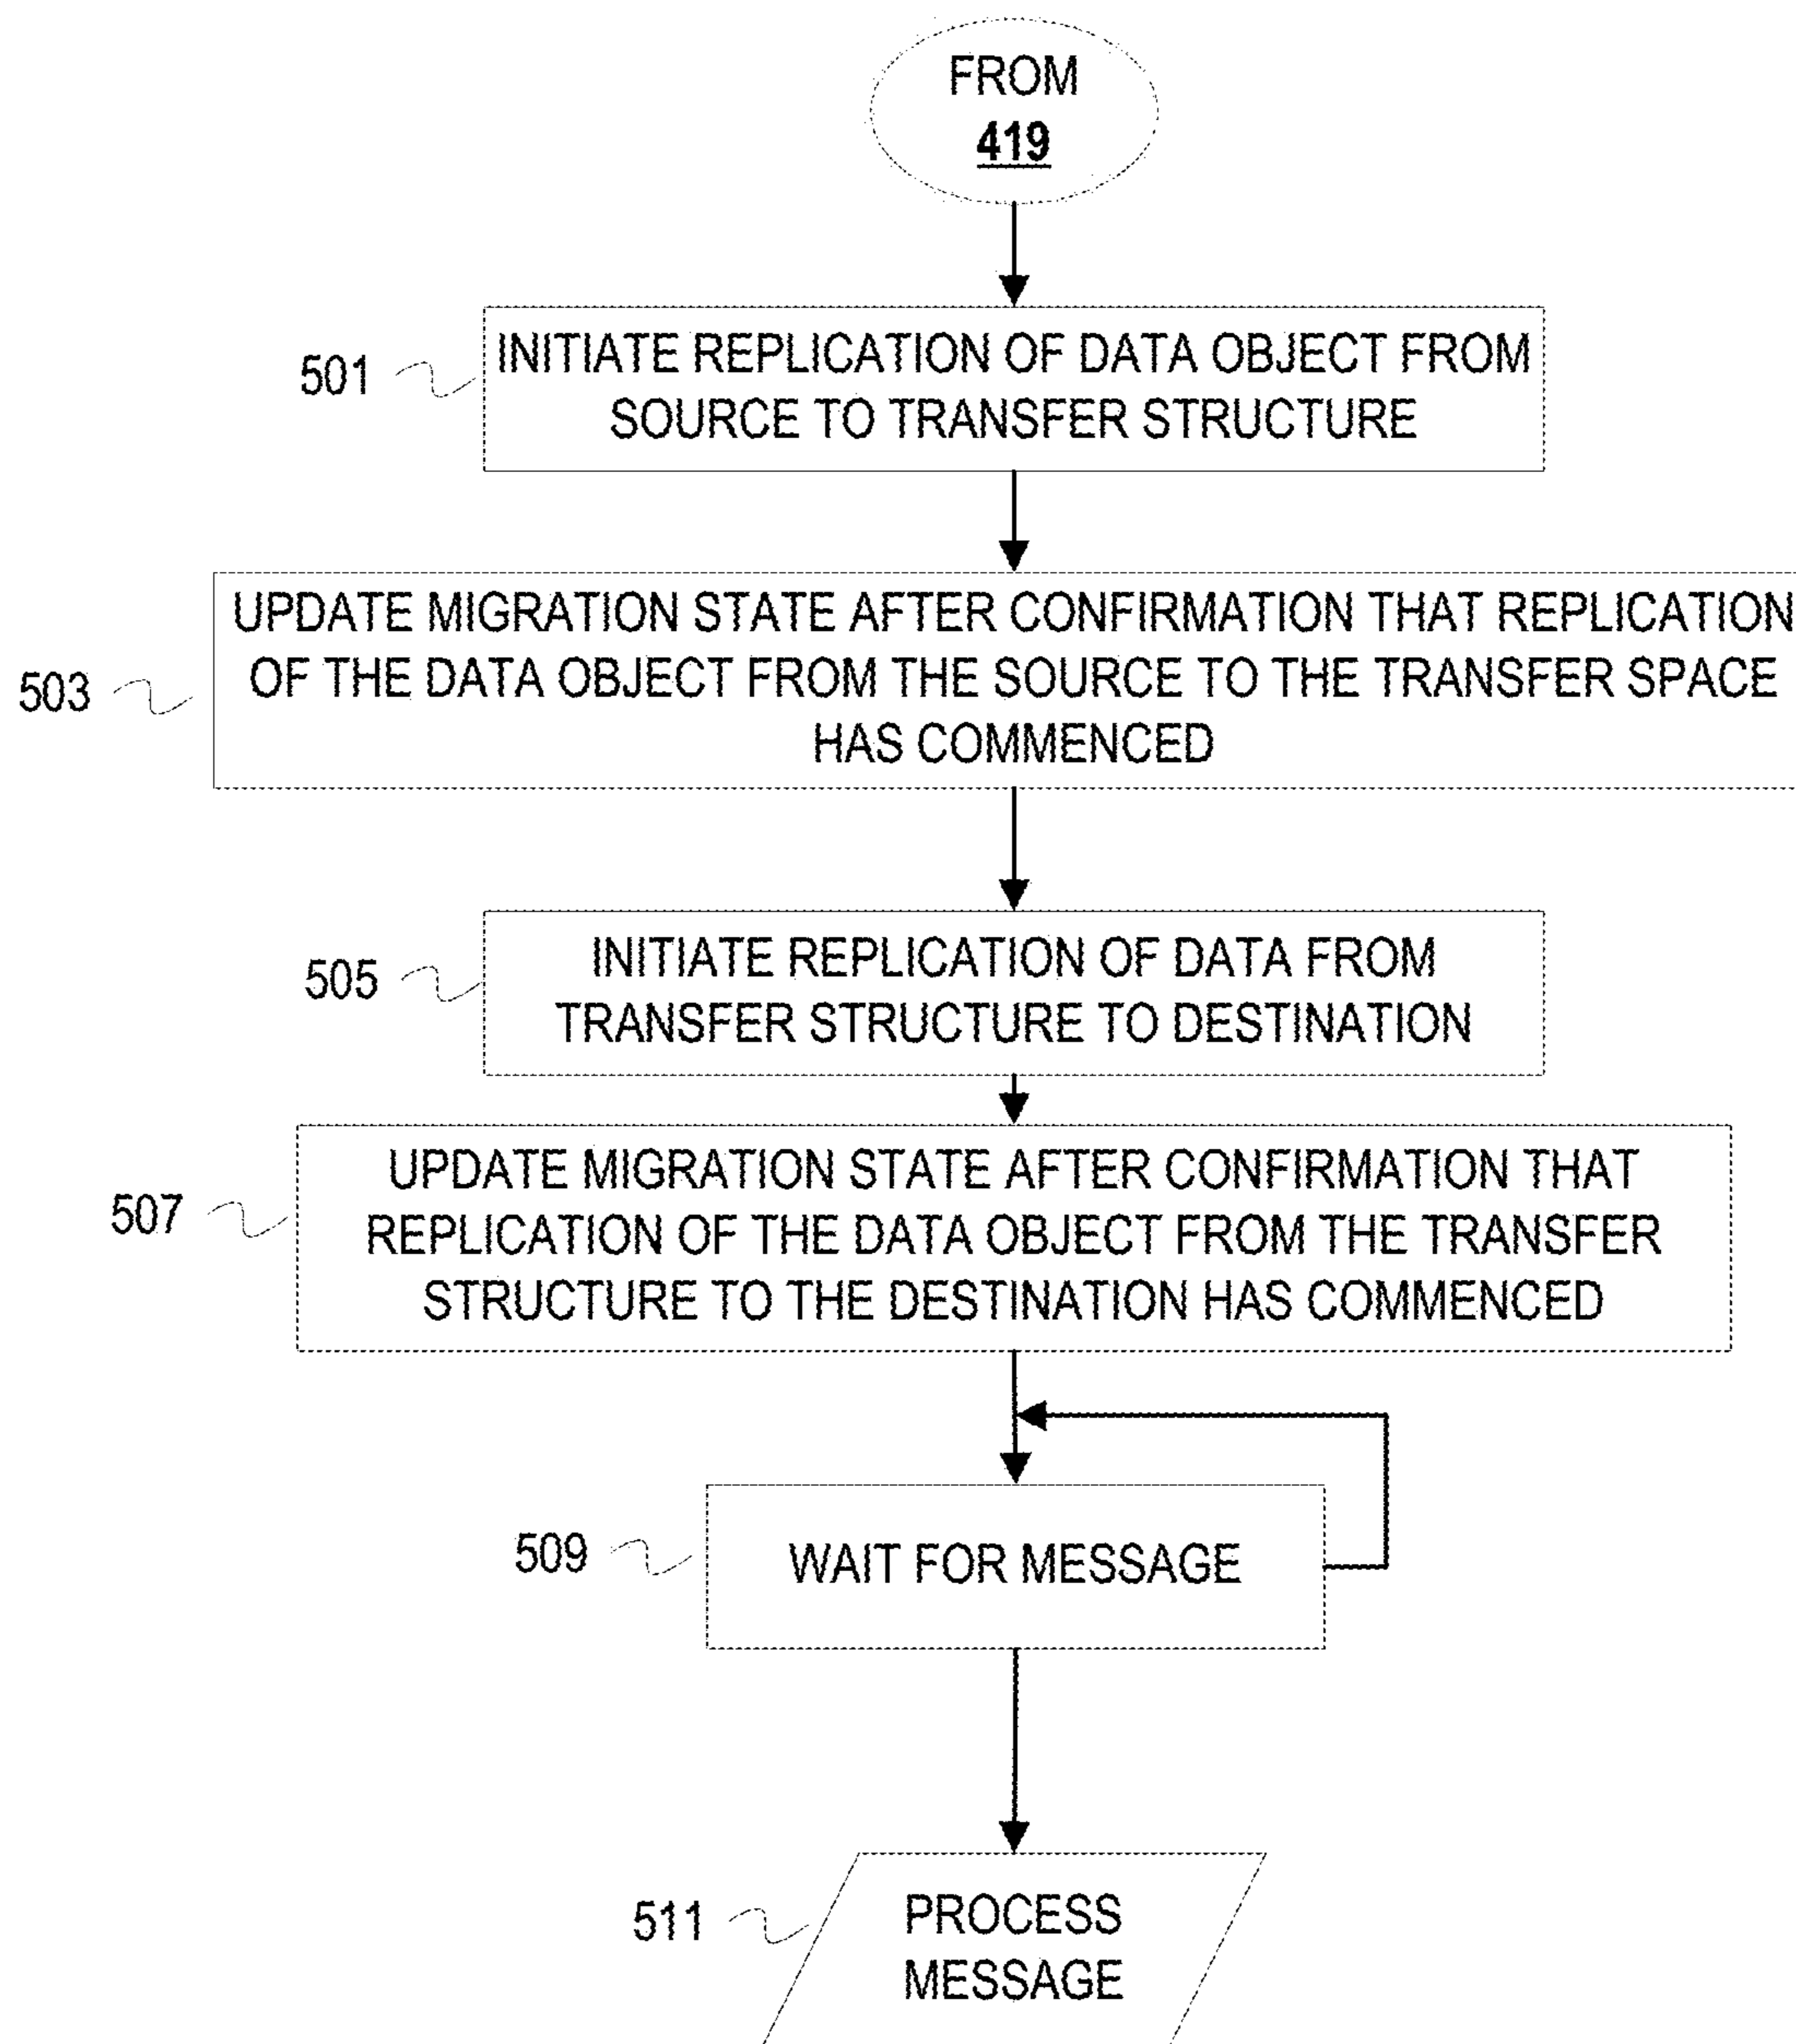 FROM
419
501
INITIATE REPLICATION OF DATA OBJECT FROM
SOURCE TO TRANSFER STRUCTURE
503
UPDATE MIGRATION STATE AFTER CONFIRMATION THAT REPLICATION
OF THE DATA OBJECT FROM THE SOURCE TO THE TRANSFER SPACE
HAS COMMENCED
505
INITIATE REPLICATION OF DATA FROM
TRANSFER STRUCTURE TO DESTINATION
507
UPDATE MIGRATION STATE AFTER CONFIRMATION THAT
REPLICATION OF THE DATA OBJECT FROM THE TRANSFER
STRUCTURE TO THE DESTINATION HAS COMMENCED
509
WAIT FOR MESSAGE
511
PROCESS
MESSAGE